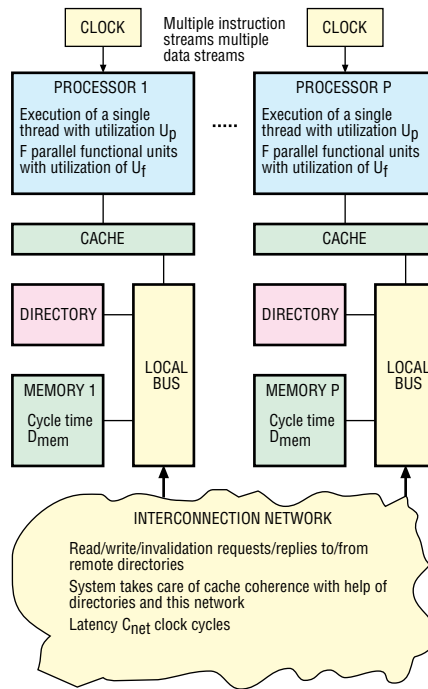 CLOCK
Multiple instruction
streams multiple
data streams
CLOCK
PROCESSOR 1
Execution of a single
thread with utilization Up
F parallel functional units
with utilization of Uf
.....
PROCESSOR P
Execution of a single
thread with utilization Up
F parallel functional units
with utilization of Uf
CACHE
CACHE
DIRECTORY
LOCAL
BUS
MEMORY 1
Cycle time
Dmem
DIRECTORY
LOCAL
BUS
MEMORY P
Cycle time
Dmem
INTERCONNECTION NETWORK
Read/write/invalidation requests/replies to/from
remote directories
System takes care of cache coherence with help of
directories and this network
Latency Cnet clock cycles